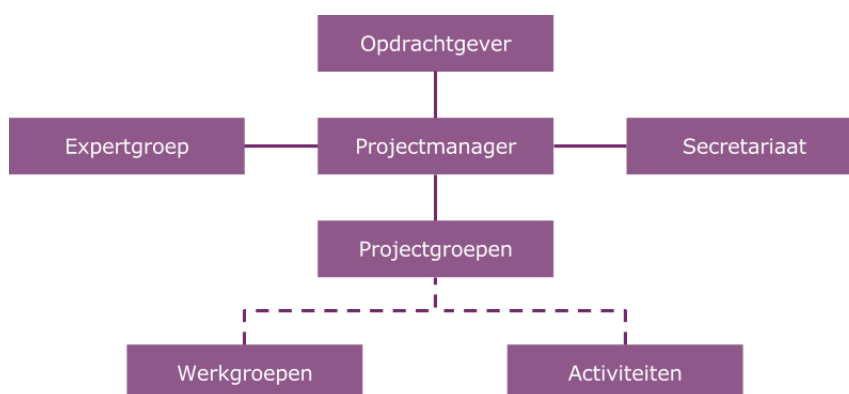 Opdrachtgever
Expertgroep
Projectmanager
Secretariaat
Projectgroepen
Werkgroepen
Activiteiten